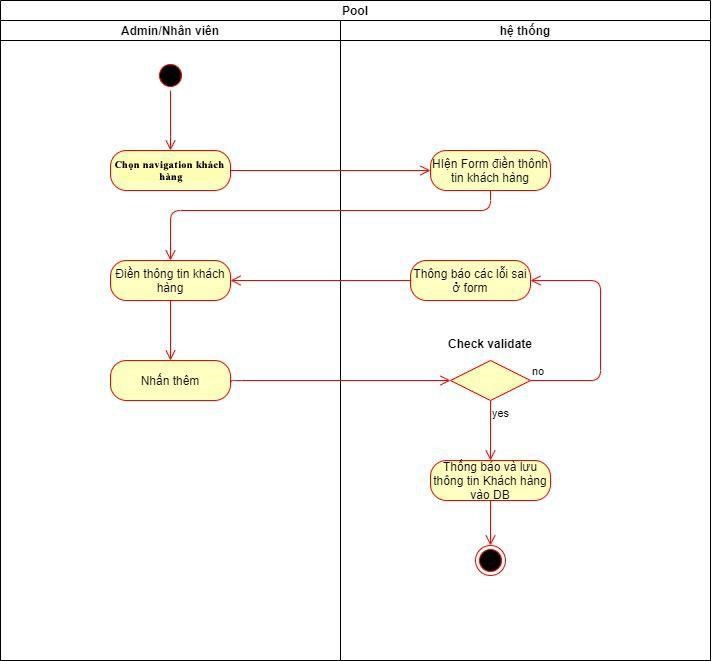 Pool
Admin/Nhân viên
hệ thống
Chọn navigation khách
hàng
HIện Form điền thônh
tin khách hàng
Điền thông tin khách
hàng
Thông báo các lỗi sai
ở form
Check validate
Nhấn thêm
no
yes
Thống báo và lưu
thông tin Khách hàng
vào DB